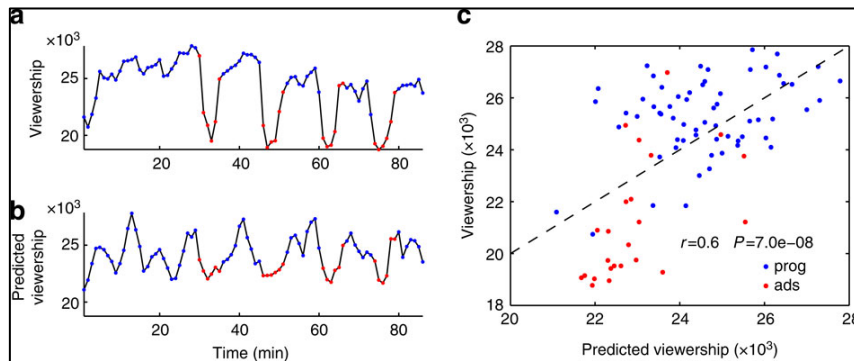 a
×10³
25
20
Viewership
20 40 60 80
b
×10³
25
20
Predicted
viewership
20 40 60 80
Time (min)
c
28
26
24
22
20
18
Viewership (×10³)
r=0.6 P=7.0e−08
prog
ads
20 22 24 26 28
Predicted viewership (×10³)